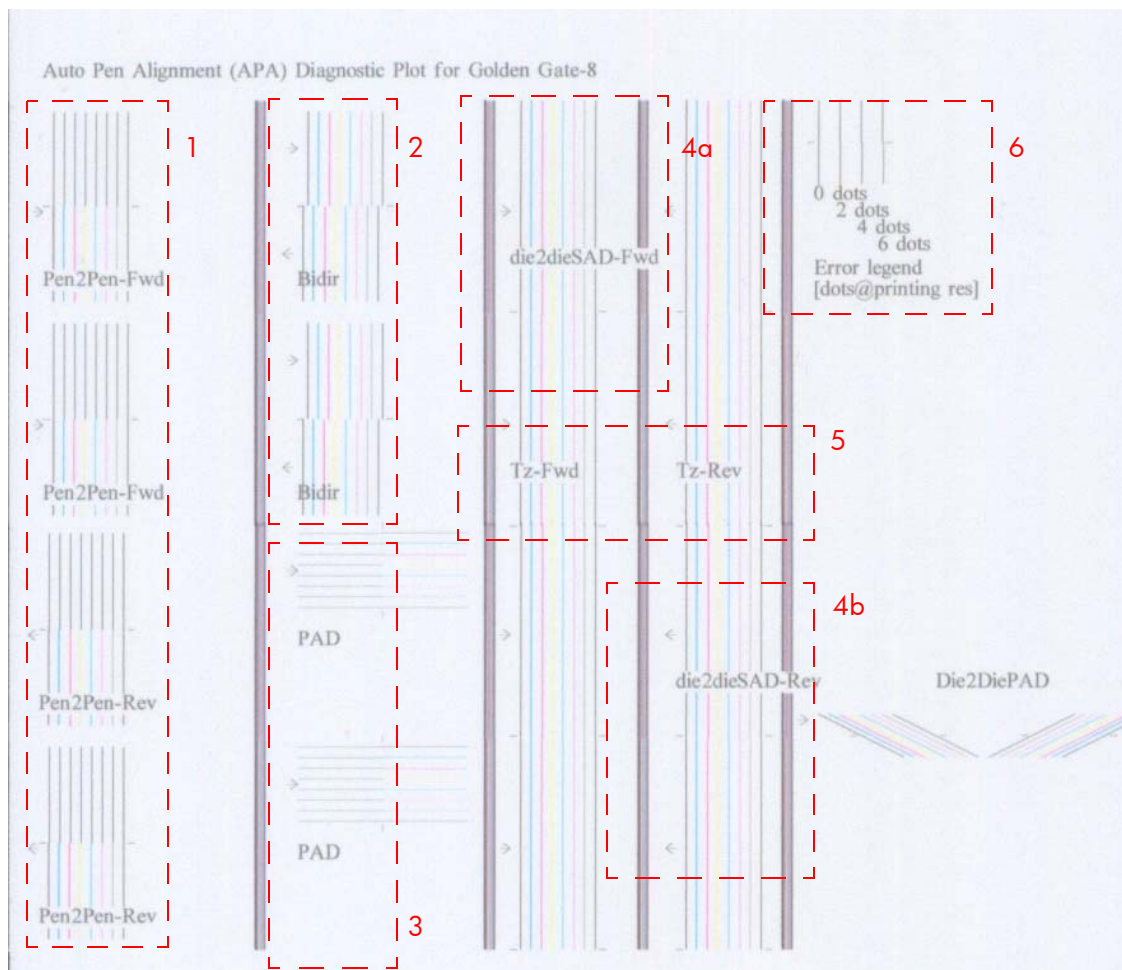 Auto Pen Alignment (APA) Diagnostic Plot for Golden Gate-8
1
2
4a
6
0 dots
2 dots
4 dots
6 dots
Error legend
[dots@printing res]
Pen2Pen-Fwd
Bidir
die2dieSAD-Fwd
5
Pen2Pen-Fwd
Bidir
Tz-Fwd
Tz-Rev
4b
PAD
Pen2Pen-Rev
die2dieSAD-Rev
Die2DiePAD
PAD
Pen2Pen-Rev
3